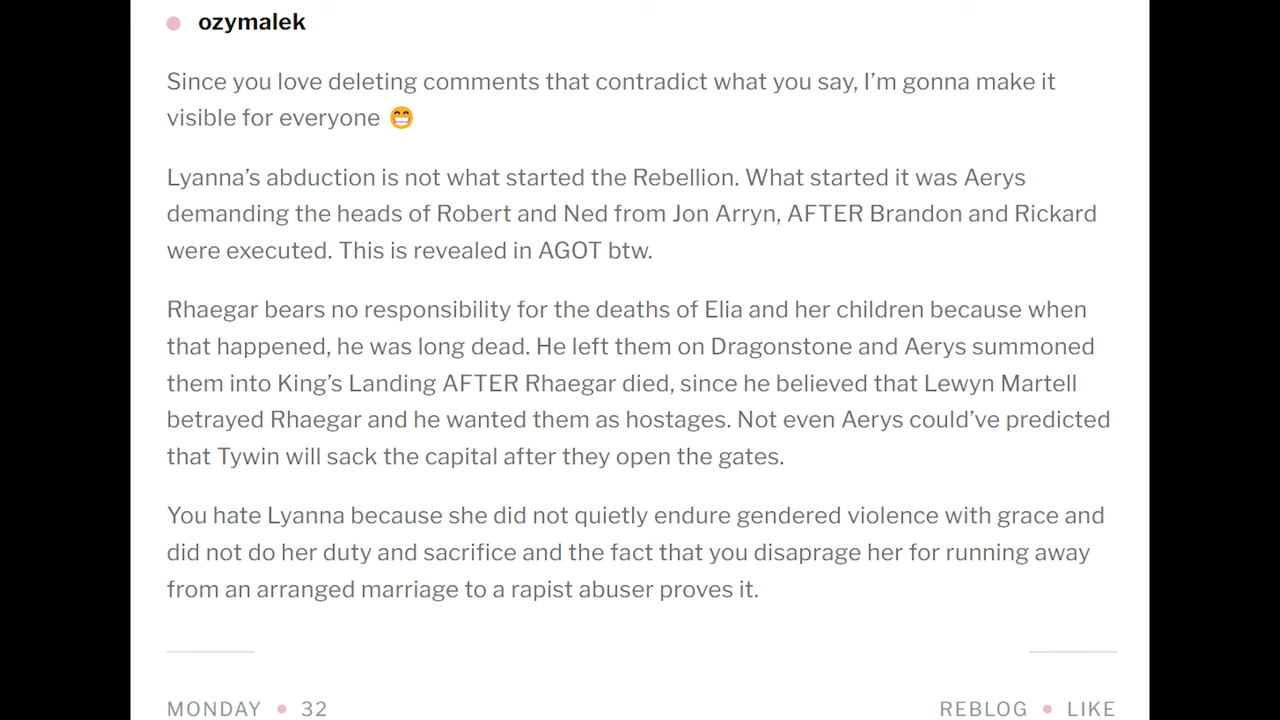 ozymalek
Since you love deleting comments that contradict what you say, I’m gonna make it
visible for everyone 😁
Lyanna’s abduction is not what started the Rebellion. What started it was Aerys
demanding the heads of Robert and Ned from Jon Arryn, AFTER Brandon and Rickard
were executed. This is revealed in AGOT btw.
Rhaegar bears no responsibility for the deaths of Elia and her children because when
that happened, he was long dead. He left them on Dragonstone and Aerys summoned
them into King’s Landing AFTER Rhaegar died, since he believed that Lewyn Martell
betrayed Rhaegar and he wanted them as hostages. Not even Aerys could’ve predicted
that Tywin will sack the capital after they open the gates.
You hate Lyanna because she did not quietly endure gendered violence with grace and
did not do her duty and sacrifice and the fact that you disaprage her for running away
from an arranged marriage to a rapist abuser proves it.
MONDAY • 32
REBLOG • LIKE